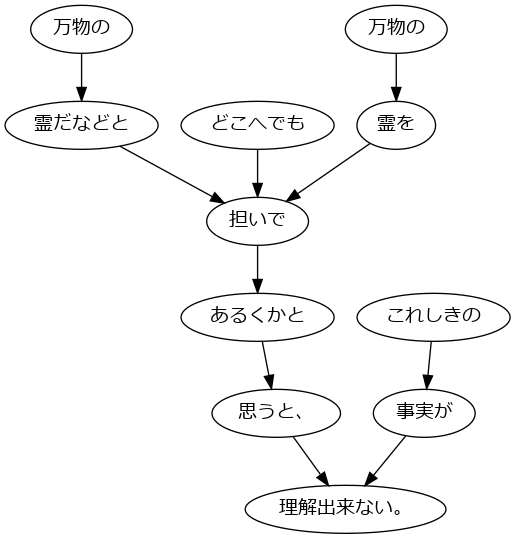 万物の
万物の
霊だなどと
どこへでも
霊を
担いで
あるくかと
これしきの
思うと、
事実が
理解出来ない。